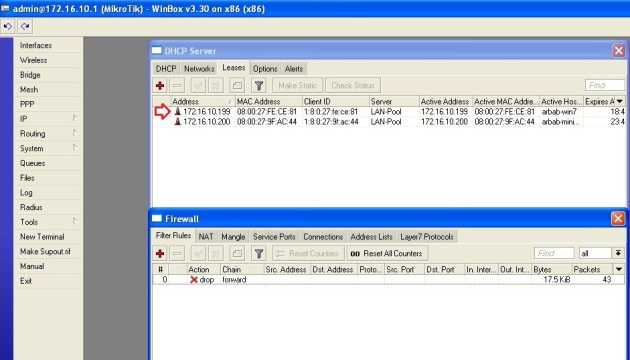 admin@172.16.10.1 (MikroTik) - WinBox v3.30 on x86 (x86)
Interfaces
Wireless
Bridge
Mesh
PPP
IP
Routing
System
Queues
Files
Log
Radius
Tools
New Terminal
Make Supout.rif
Manual
Exit
DHCP Server
DHCP Networks Leases Options Alerts
Make Static Check Status Find
Address MAC Address Client ID Server Active Address Active MAC Addre... Active Hos... Expires A
172.16.10.199 08:00:27:FE:CE:81 1:8:0:27:fe:ce:81 LAN-Pool 172.16.10.199 08:00:27:FE:CE:81 arbab-win7 18:4
172.16.10.200 08:00:27:9F:AC:44 1:8:0:27:9f:ac:44 LAN-Pool 172.16.10.200 08:00:27:9F:AC:44 arbab-mini... 23:4
Firewall
Filter Rules NAT Mangle Service Ports Connections Address Lists Layer7 Protocols
Reset Counters 00 Reset All Counters Find all
# Action Chain Src. Address Dst. Address Proto... Src. Port Dst. Port In. Inter... Out. Int... Bytes Packets
0 drop forward 17.5 KiB 43